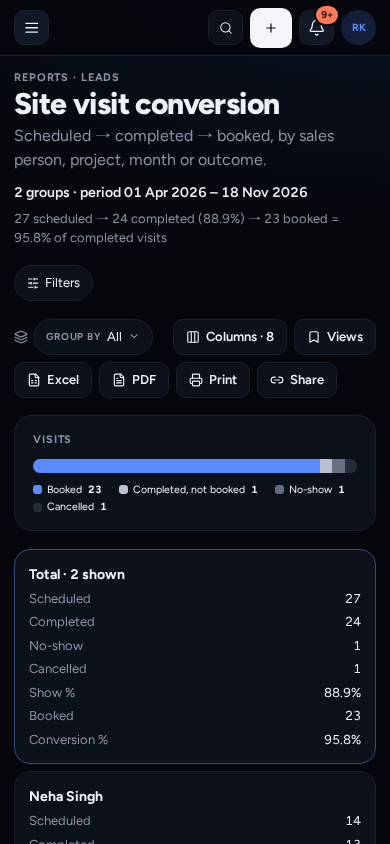 9+
RK
REPORTS · LEADS
Site visit conversion
Scheduled → completed → booked, by sales
person, project, month or outcome.
2 groups · period 01 Apr 2026 – 18 Nov 2026
27 scheduled → 24 completed (88.9%) → 23 booked =
95.8% of completed visits
Filters
GROUP BY All Columns · 8 Views
Excel PDF Print Share
VISITS
Booked 23 Completed, not booked 1 No-show 1
Cancelled 1
Total · 2 shown
Scheduled 27
Completed 24
No-show 1
Cancelled 1
Show % 88.9%
Booked 23
Conversion % 95.8%
Neha Singh
Scheduled 14
Completed 13